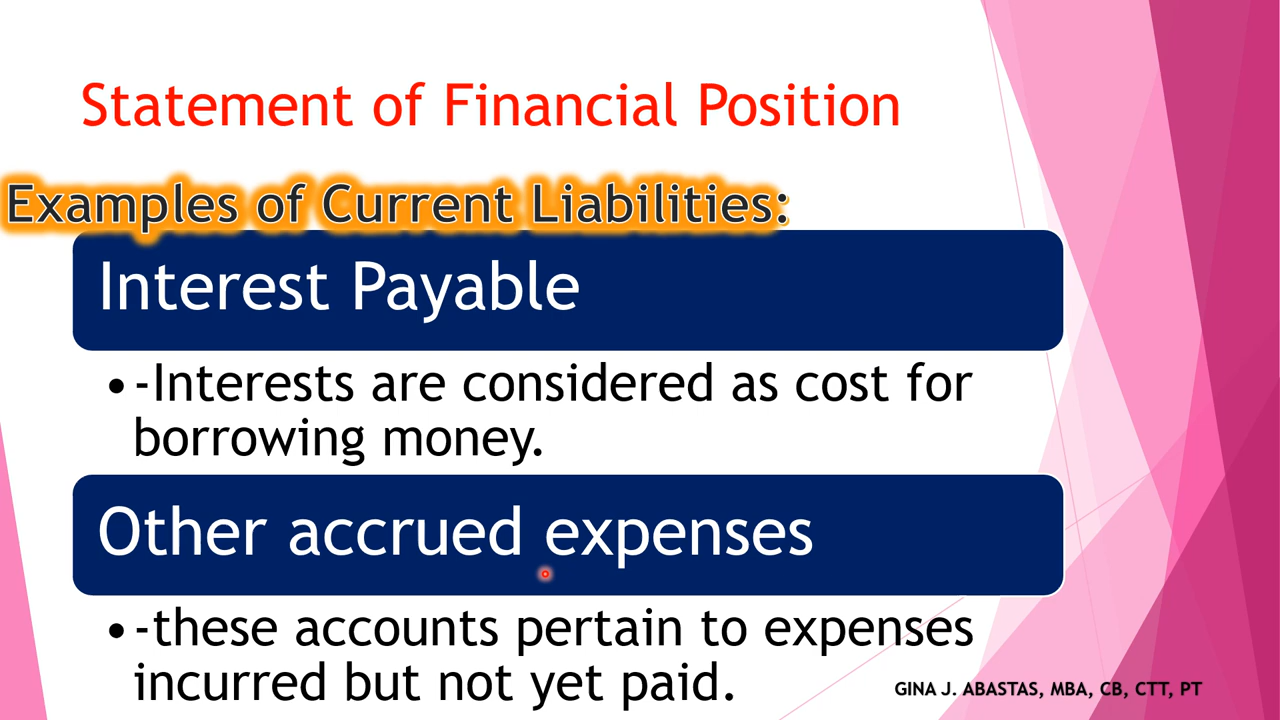 Statement of Financial Position
Examples of Current Liabilities:
Interest Payable
•-Interests are considered as cost for
borrowing money.
Other accrued expenses
•-these accounts pertain to expenses
incurred but not yet paid.
GINA J. ABASTAS, MBA, CB, CTT, PT